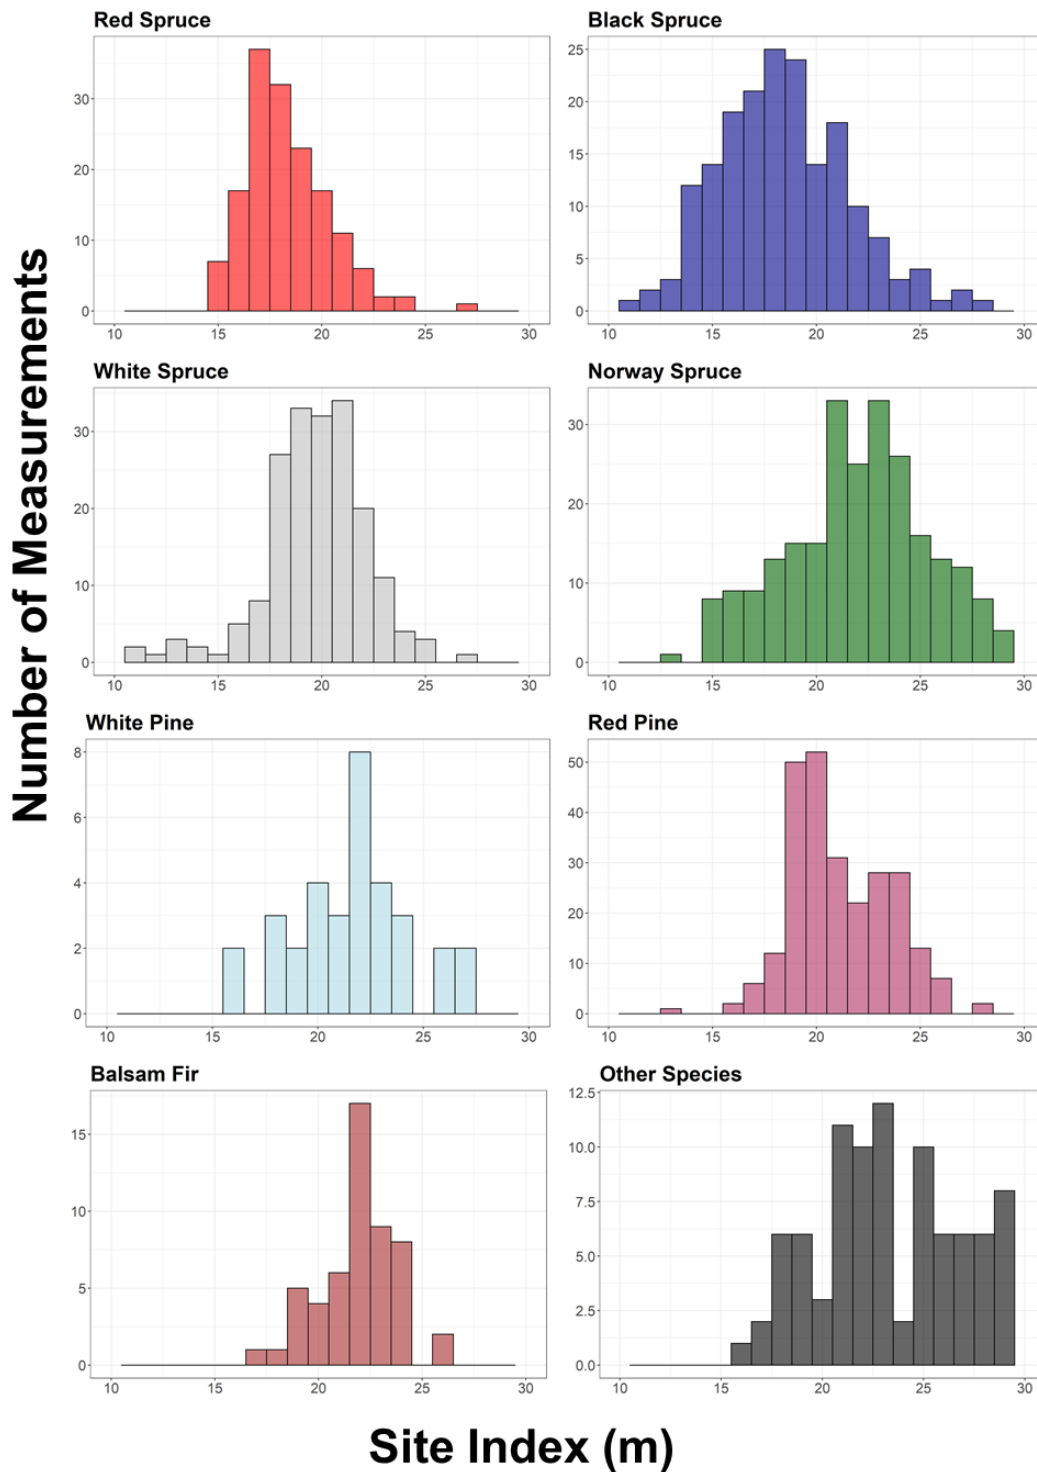 Number of Measurements
Red Spruce
30
20
10
0
10 15 20 25 30
Black Spruce
25
20
15
10
5
0
10 15 20 25 30
White Spruce
30
20
10
0
10 15 20 25 30
Norway Spruce
30
20
10
0
10 15 20 25 30
White Pine
8
6
4
2
0
10 15 20 25 30
Red Pine
50
40
30
20
10
0
10 15 20 25 30
Balsam Fir
15
10
5
0
10 15 20 25 30
Other Species
12.5
10.0
7.5
5.0
2.5
0.0
10 15 20 25 30
Site Index (m)